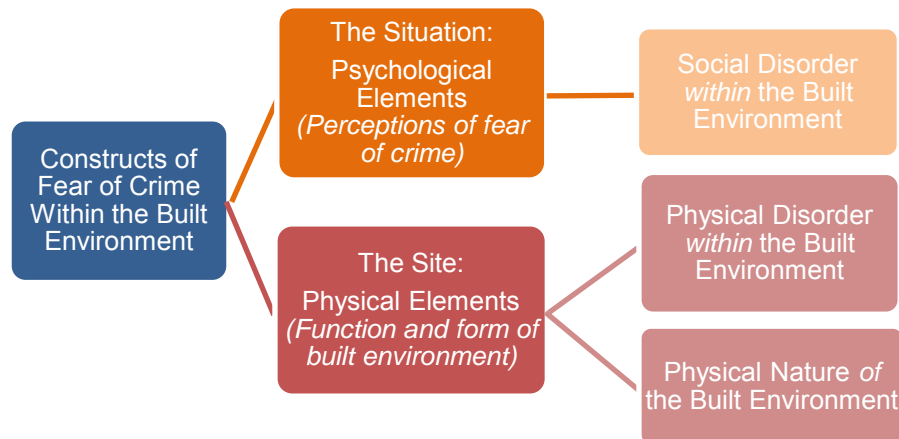 Constructs of
Fear of Crime
Within the Built
Environment
The Situation:
Psychological
Elements
(Perceptions of fear
of crime)
Social Disorder
within the Built
Environment
The Site:
Physical Elements
(Function and form of
built environment)
Physical Disorder
within the Built
Environment
Physical Nature of
the Built Environment